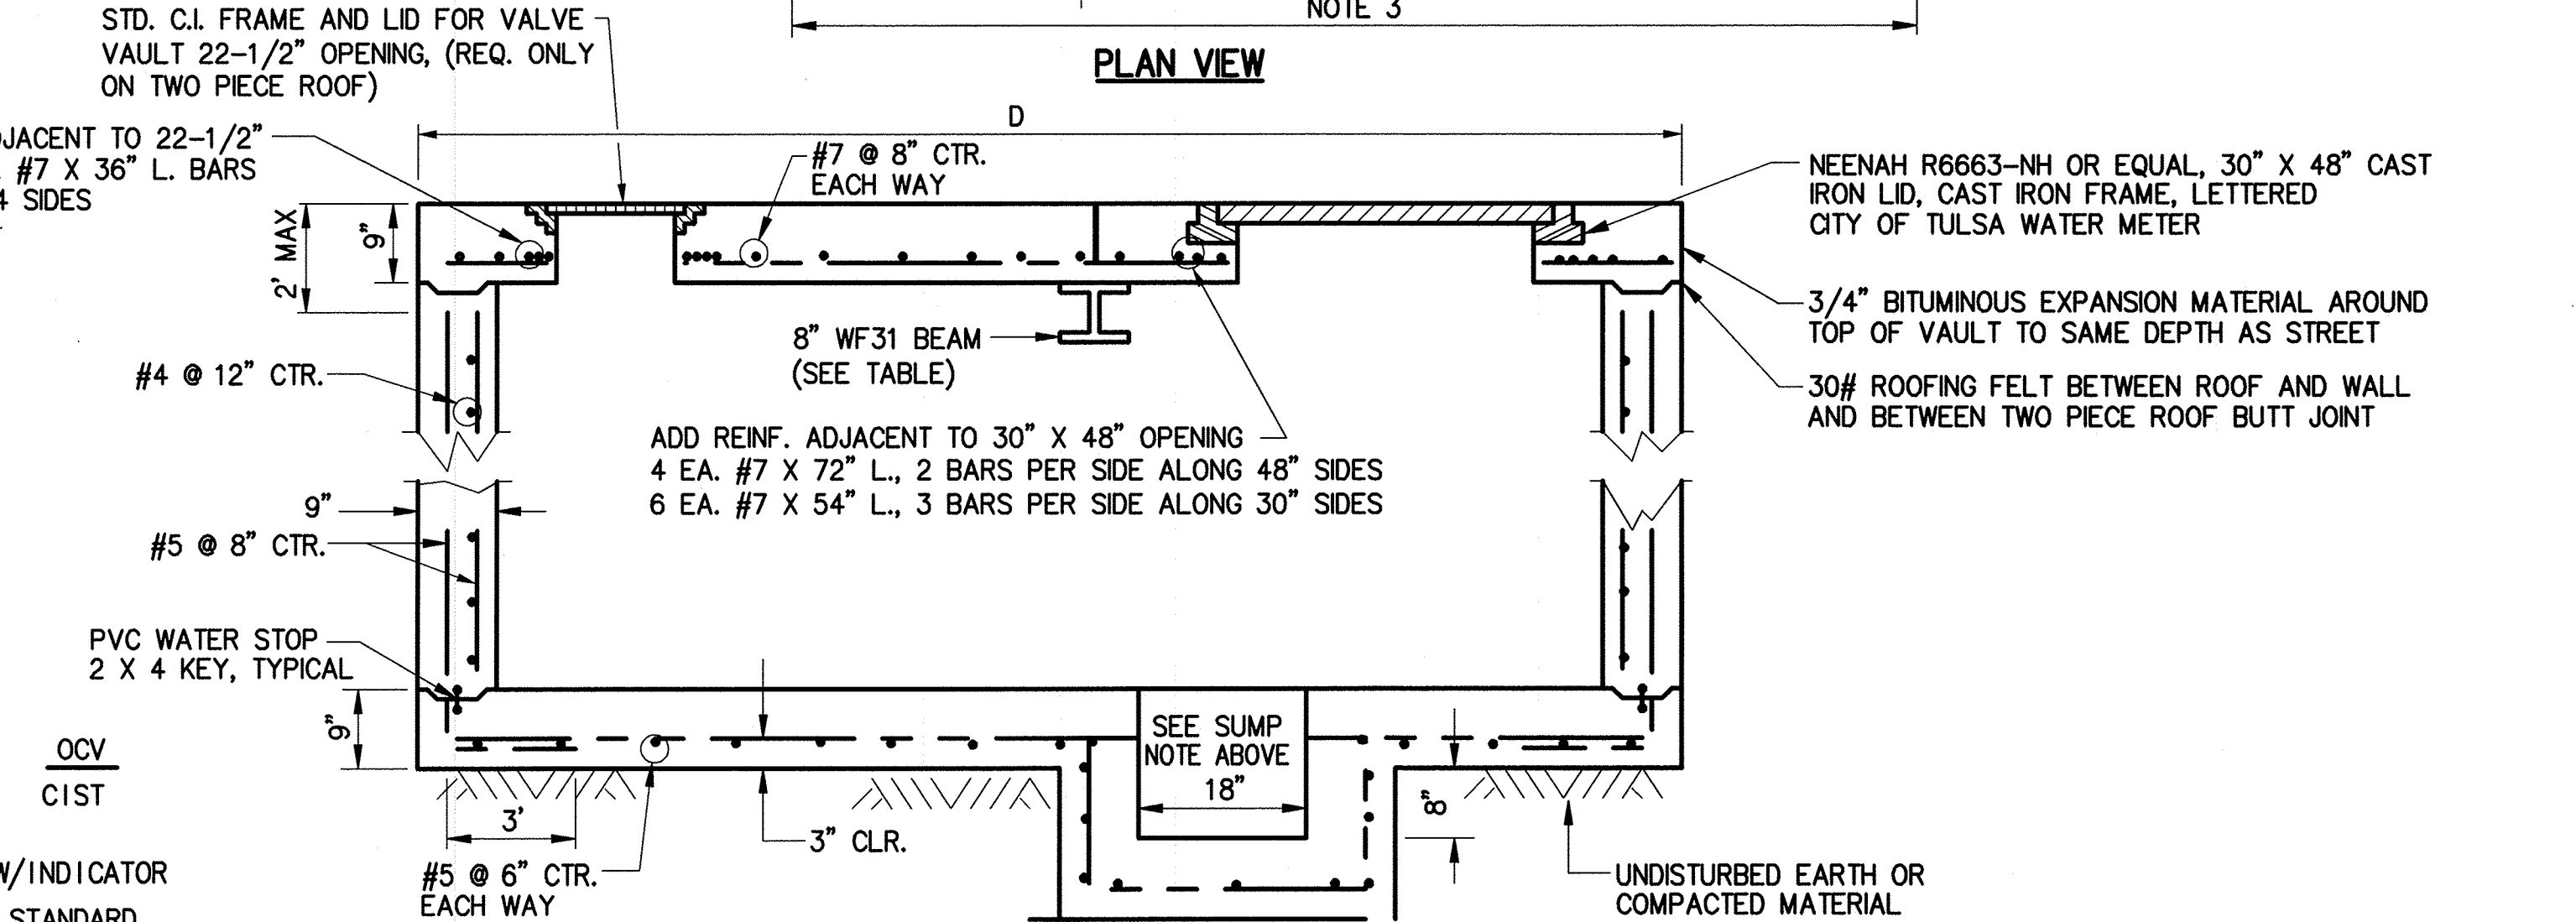 NOTE 3
PLAN VIEW
STD. C.I. FRAME AND LID FOR VALVE
VAULT 22-1/2" OPENING, (REQ. ONLY
ON TWO PIECE ROOF)
D
ADJACENT TO 22-1/2"
#7 X 36" L. BARS
4 SIDES
#7 @ 8" CTR.
EACH WAY
NEENAH R6663-NH OR EQUAL, 30" X 48" CAST
IRON LID, CAST IRON FRAME, LETTERED
CITY OF TULSA WATER METER
2' MAX
9"
3/4" BITUMINOUS EXPANSION MATERIAL AROUND
TOP OF VAULT TO SAME DEPTH AS STREET
8" WF31 BEAM
(SEE TABLE)
#4 @ 12" CTR.
30# ROOFING FELT BETWEEN ROOF AND WALL
AND BETWEEN TWO PIECE ROOF BUTT JOINT
ADD REINF. ADJACENT TO 30" X 48" OPENING
4 EA. #7 X 72" L., 2 BARS PER SIDE ALONG 48" SIDES
6 EA. #7 X 54" L., 3 BARS PER SIDE ALONG 30" SIDES
9"
#5 @ 8" CTR.
PVC WATER STOP
2 X 4 KEY, TYPICAL
9"
SEE SUMP
NOTE ABOVE
18"
OCV
CIST
3'
3" CLR.
8"
#5 @ 6" CTR.
EACH WAY
UNDISTURBED EARTH OR
COMPACTED MATERIAL
W/INDICATOR
STANDARD